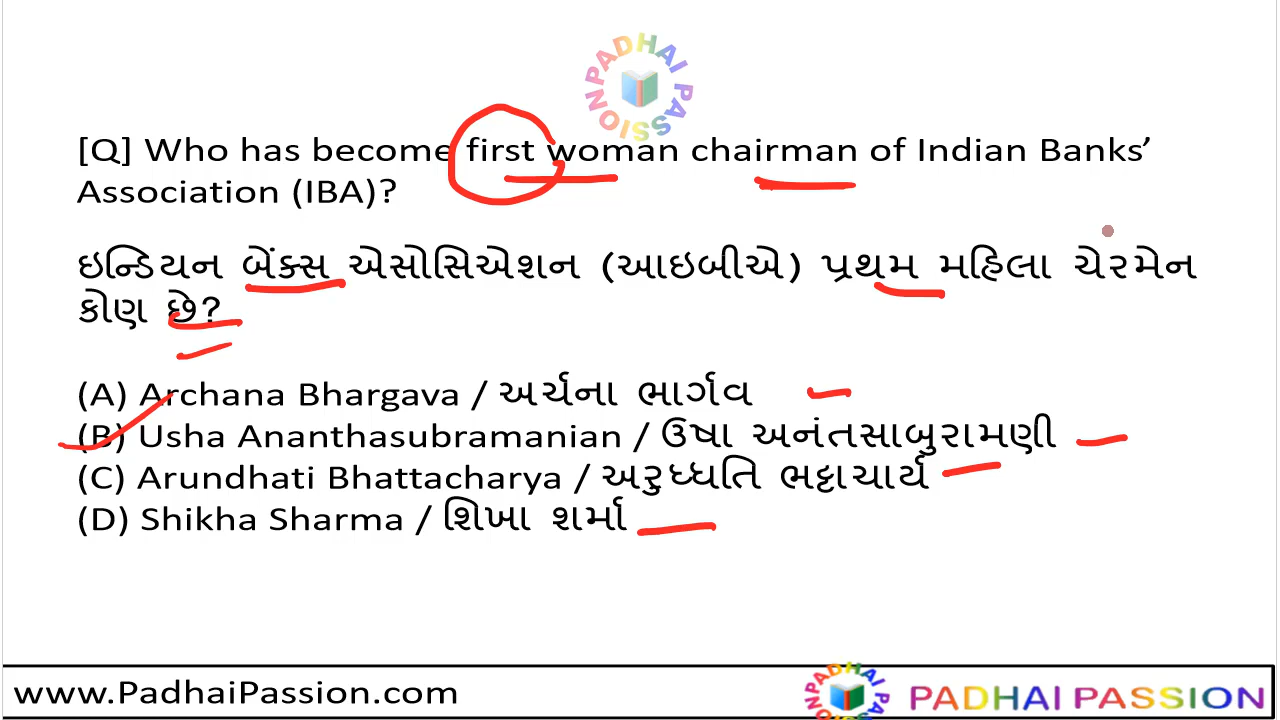 PADHAI PASSION
[Q] Who has become first woman chairman of Indian Banks’
Association (IBA)?
ઇન્ડિયન બેંક્સ એસોસિએશન (આઇબીએ) પ્રથમ મહિલા ચેરમેન
કોણ છે?
(A) Archana Bhargava / અર્ચના ભાર્ગવ
(B) Usha Ananthasubramanian / ઉષા અનંતસાબુરામણી
(C) Arundhati Bhattacharya / અરુધ્ધતિ ભટ્ટાચાર્ય
(D) Shikha Sharma / શિખા શર્મા
www.PadhaiPassion.com
PADHAI PASSION
PADHAI PASSION